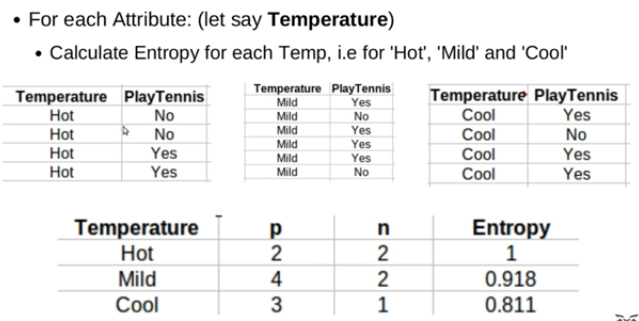 • For each Attribute: (let say Temperature)
• Calculate Entropy for each Temp, i.e for 'Hot', 'Mild' and 'Cool'
Temperature PlayTennis
Hot No
Hot No
Hot Yes
Hot Yes
Temperature PlayTennis
Mild Yes
Mild No
Mild Yes
Mild Yes
Mild Yes
Mild No
Temperature PlayTennis
Cool Yes
Cool No
Cool Yes
Cool Yes
Temperature p n Entropy
Hot 2 2 1
Mild 4 2 0.918
Cool 3 1 0.811